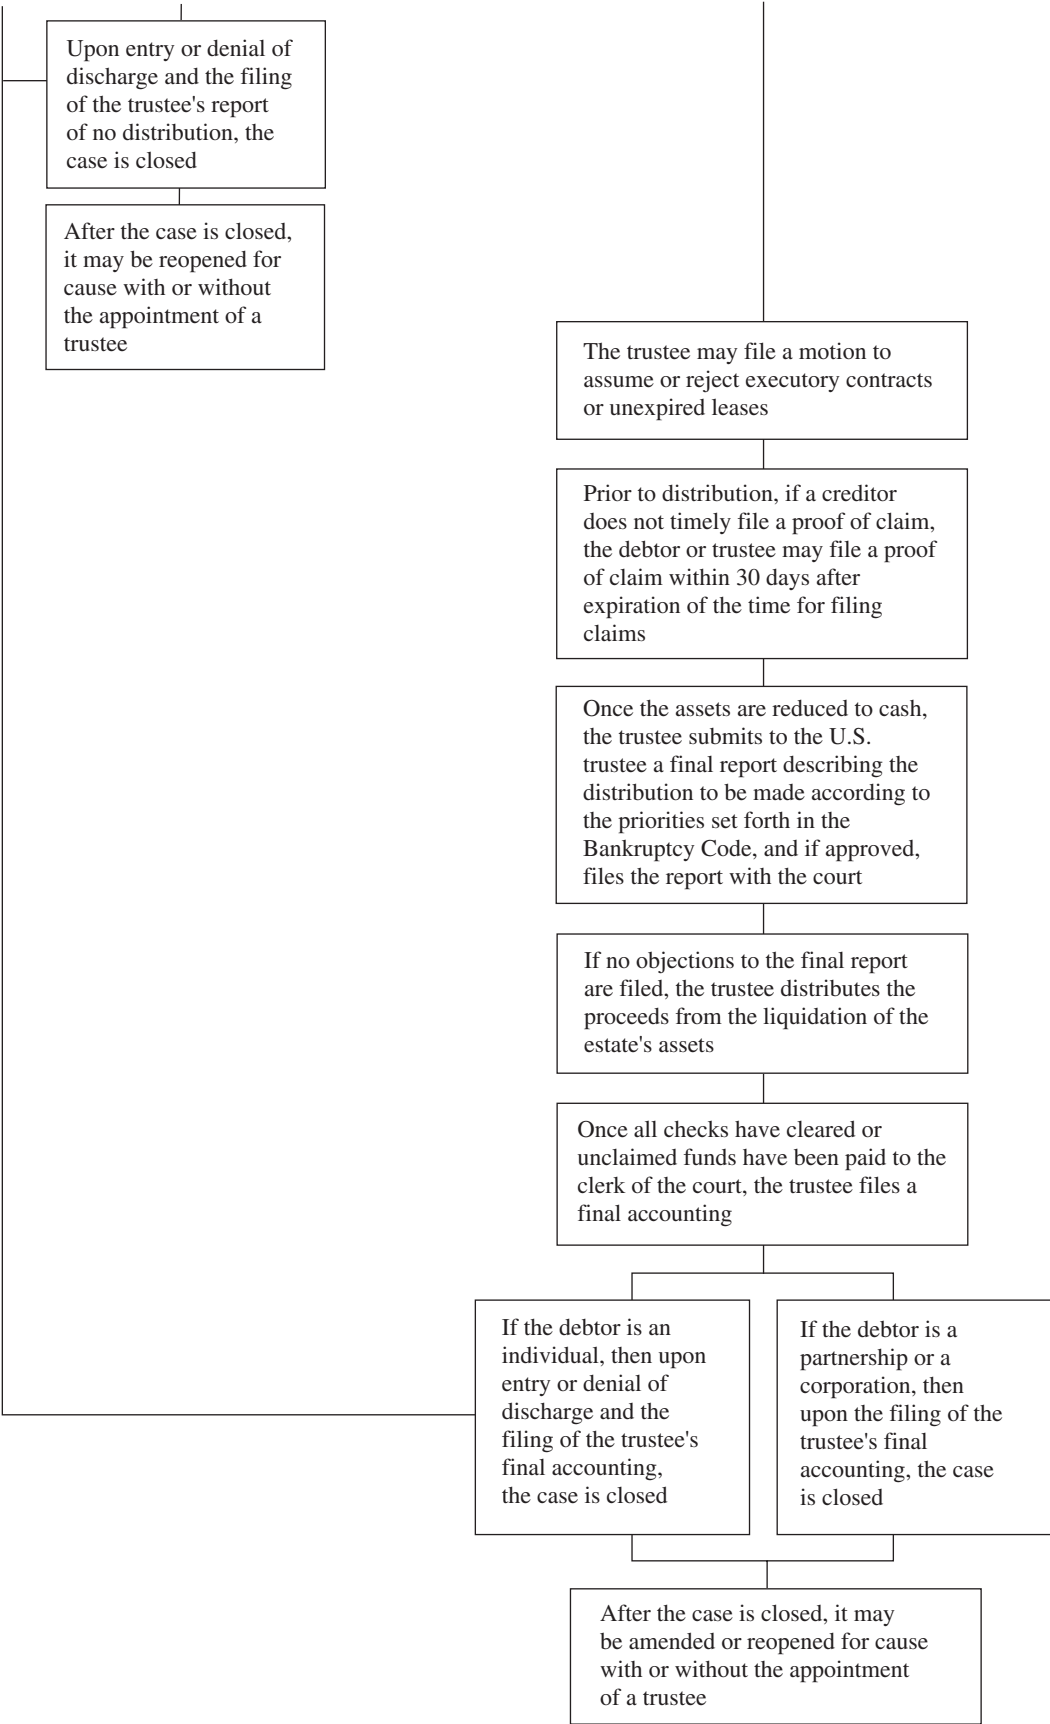 Upon entry or denial of
discharge and the filing
of the trustee's report
of no distribution, the
case is closed
After the case is closed,
it may be reopened for
cause with or without
the appointment of a
trustee
The trustee may file a motion to
assume or reject executory contracts
or unexpired leases
Prior to distribution, if a creditor
does not timely file a proof of claim,
the debtor or trustee may file a proof
of claim within 30 days after
expiration of the time for filing
claims
Once the assets are reduced to cash,
the trustee submits to the U.S.
trustee a final report describing the
distribution to be made according to
the priorities set forth in the
Bankruptcy Code, and if approved,
files the report with the court
If no objections to the final report
are filed, the trustee distributes the
proceeds from the liquidation of the
estate's assets
Once all checks have cleared or
unclaimed funds have been paid to the
clerk of the court, the trustee files a
final accounting
If the debtor is an
individual, then upon
entry or denial of
discharge and the
filing of the trustee's
final accounting,
the case is closed
If the debtor is a
partnership or a
corporation, then
upon the filing of the
trustee's final
accounting, the case
is closed
After the case is closed, it may
be amended or reopened for cause
with or without the appointment
of a trustee